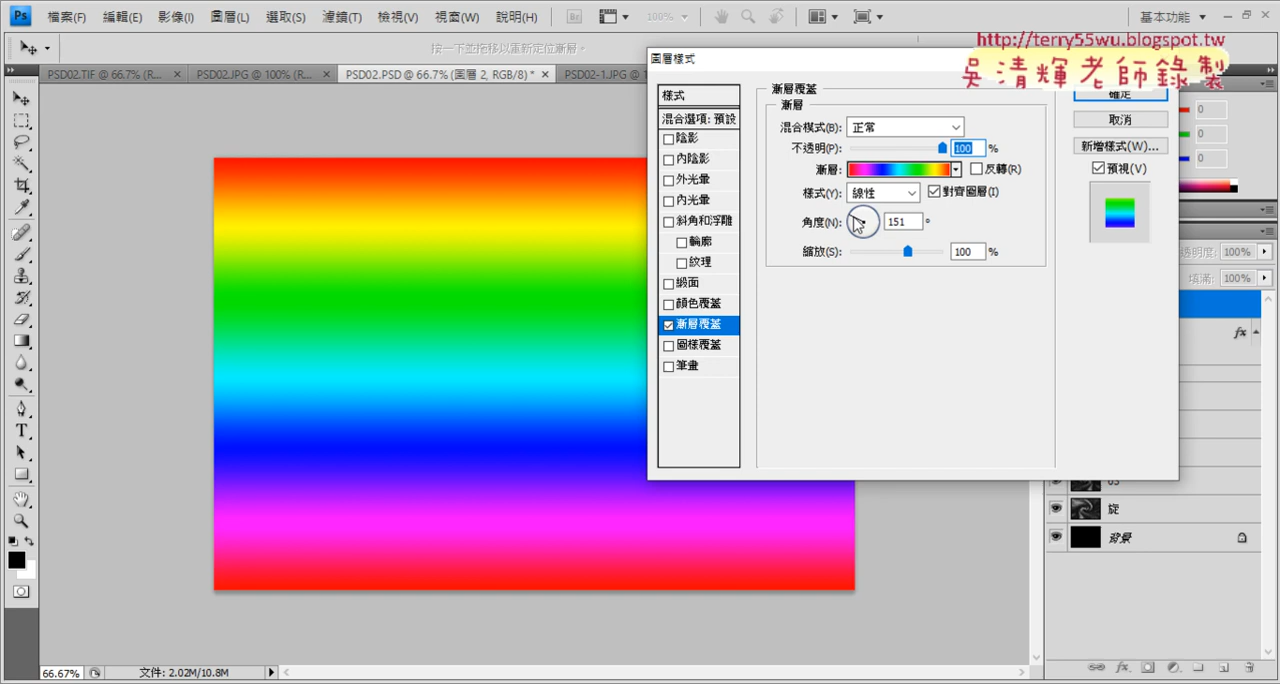 Ps
檔案(F) 編輯(E) 影像(I) 圖層(L) 選取(S) 濾鏡(T) 檢視(V) 視窗(W) 說明(H) Br 100% 基本功能
按一下並拖移以重新定位漸層。
http://terry55wu.blogspot.tw
吳清輝老師錄製
PSD02.TIF @ 66.7% (R... × PSD02.JPG @ 100% (R... × PSD02.PSD @ 66.7% (圖層 2, RGB/8) * × PSD02-1.JPG @ 1
圖層樣式
樣式
混合選項: 預設
陰影
內陰影
外光暈
內光暈
斜角和浮雕
輪廓
紋理
緞面
顏色覆蓋
漸層覆蓋
圖樣覆蓋
筆畫
漸層覆蓋
漸層
混合模式(B): 正常
不透明(P): 100 %
漸層: 反轉(R)
樣式(Y): 線性 對齊圖層(I)
角度(N): 151 °
縮放(S): 100 %
確定
取消
新增樣式(W)...
預視(V)
0
0
0
透明度: 100%
填滿: 100%
fx
旋
背景
66.67% 文件: 2.02M/10.8M